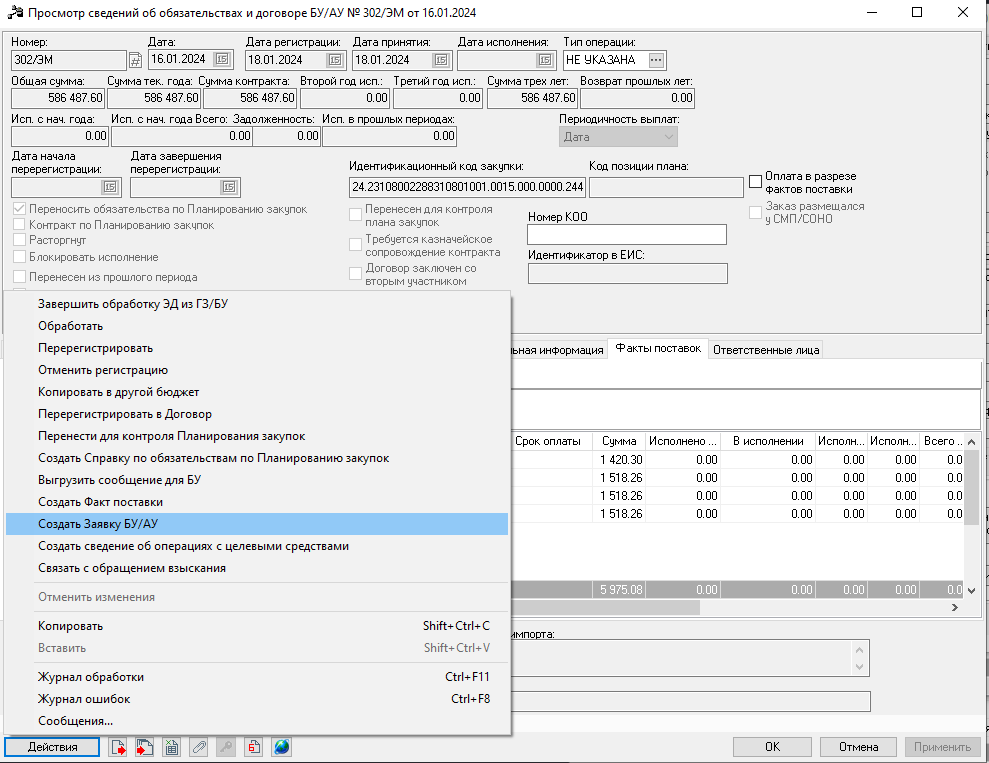 Просмотр сведений об обязательствах и договоре БУ/АУ № 302/ЭМ от 16.01.2024
Номер: Дата: Дата регистрации: Дата принятия: Дата исполнения: Тип операции:
302/ЭМ 16.01.2024 18.01.2024 18.01.2024 НЕ УКАЗАНА
Общая сумма: Сумма тек. года: Сумма контракта: Второй год исп.: Третий год исп.: Сумма трех лет: Возврат прошлых лет:
586 487.60 586 487.60 586 487.60 0.00 0.00 586 487.60 0.00
Исп. с нач. года: Исп. с нач. года Всего: Задолженность: Исп. в прошлых периодах: Периодичность выплат:
0.00 0.00 0.00 0.00 Дата
Дата начала перерегистрации:
Дата завершения перерегистрации:
Идентификационный код закупки: Код позиции плана:
24.23108002288310801001.0015.000.0000.244
Оплата в разрезе
фактов поставки
Заказ размещался
у СМП/СОНО
Переносить обязательства по Планированию закупок
Контракт по Планированию закупок
Расторгнут
Блокировать исполнение
Перенесен из прошлого периода
Перенесен для контроля
плана закупок
Требуется казначейское
сопровождение контракта
Договор заключен со
вторым участником
Номер КОО
Идентификатор в ЕИС:
Завершить обработку ЭД из ГЗ/БУ
Обработать
Перерегистрировать
Отменить регистрацию
Копировать в другой бюджет
Перерегистрировать в Договор
Перенести для контроля Планирования закупок
Создать Справку по обязательствам по Планированию закупок
Выгрузить сообщение для БУ
Создать Факт поставки
Создать Заявку БУ/АУ
Создать сведение об операциях с целевыми средствами
Связать с обращением взыскания
Отменить изменения
Копировать Shift+Ctrl+C
Вставить Shift+Ctrl+V
Журнал обработки Ctrl+F11
Журнал ошибок Ctrl+F8
Сообщения...
информация Факты поставок Ответственные лица
Срок оплаты Сумма Исполнено ... В исполнении Исполн... Исполн... Всего ..
1 420.30 0.00 0.00 0.00 0.00 0.0
1 518.26 0.00 0.00 0.00 0.00 0.0
1 518.26 0.00 0.00 0.00 0.00 0.0
1 518.26 0.00 0.00 0.00 0.00 0.0
5 975.08 0.00 0.00 0.00 0.00 0.0
импорта:
Действия OK Отмена Применить